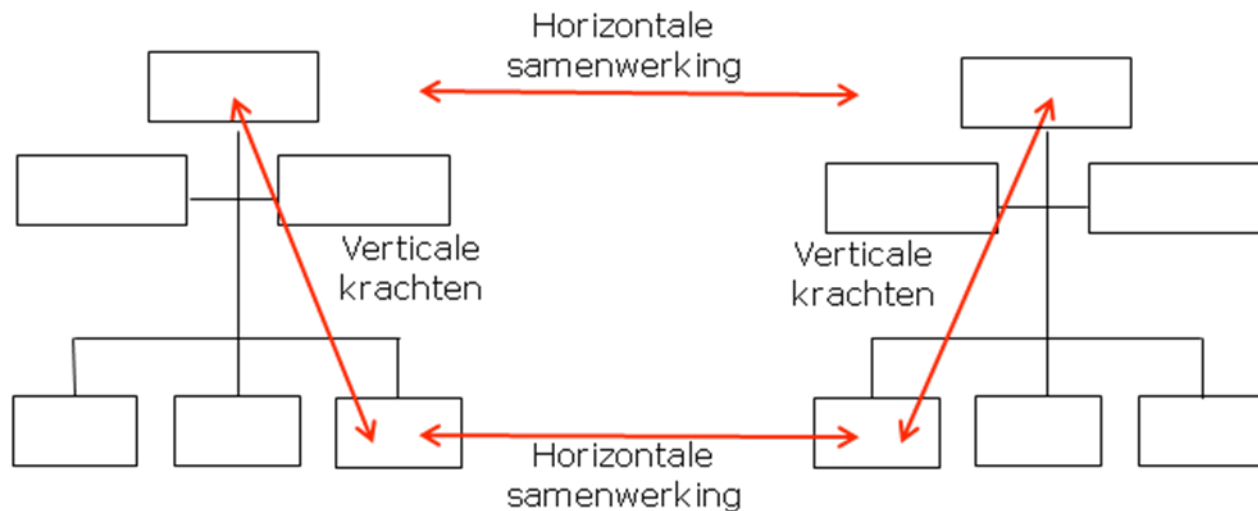 Horizontale
samenwerking
Verticale
krachten
Verticale
krachten
Horizontale
samenwerking